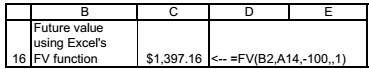 B C D E
Future value
using Excel's
16 FV function $1,397.16 <-- =FV(B2,A14,-100,,1)